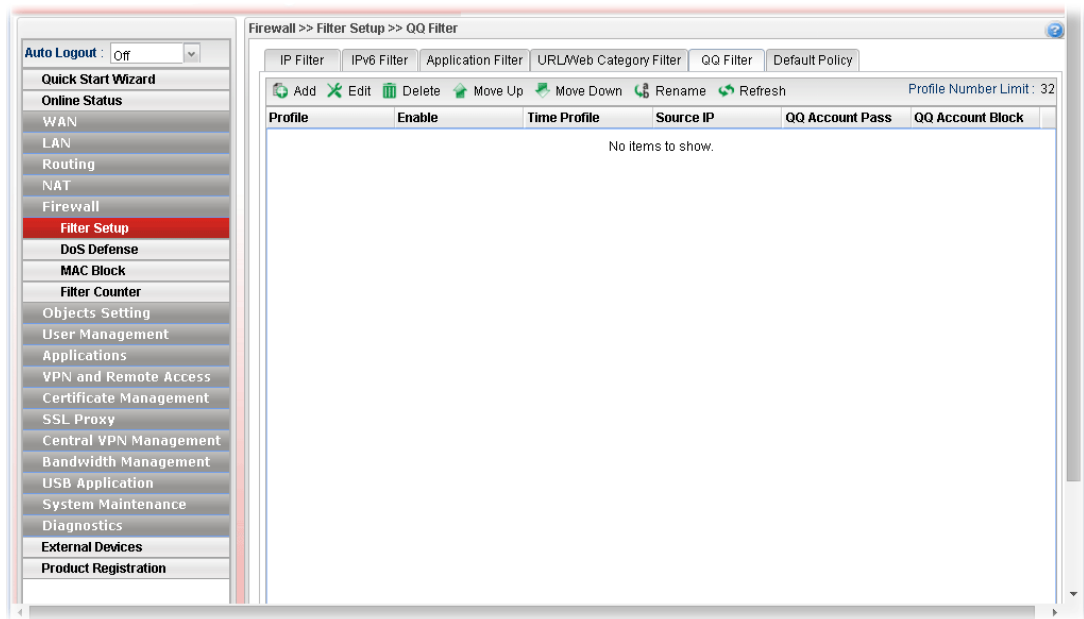 Firewall >> Filter Setup >> QQ Filter
Auto Logout : Off
Quick Start Wizard
Online Status
WAN
LAN
Routing
NAT
Firewall
Filter Setup
DoS Defense
MAC Block
Filter Counter
Objects Setting
User Management
Applications
VPN and Remote Access
Certificate Management
SSL Proxy
Central VPN Management
Bandwidth Management
USB Application
System Maintenance
Diagnostics
External Devices
Product Registration
IP Filter IPv6 Filter Application Filter URL/Web Category Filter QQ Filter Default Policy
Add Edit Delete Move Up Move Down Rename Refresh Profile Number Limit : 32
Profile Enable Time Profile Source IP QQ Account Pass QQ Account Block
No items to show.